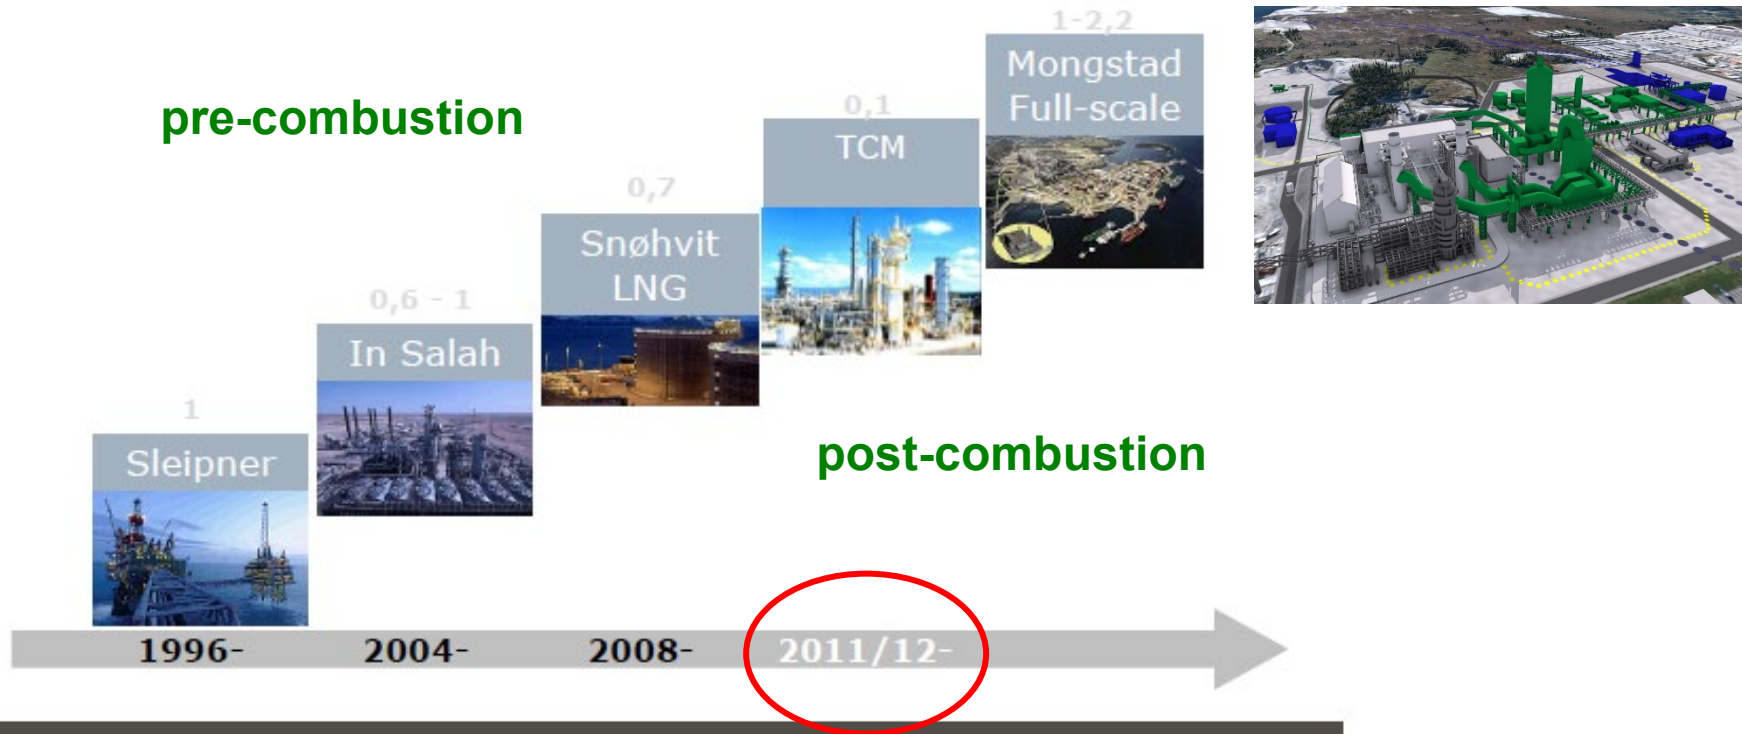 1-2,2
Mongstad
Full-scale
pre-combustion
0,1
TCM
0,7
Snøhvit
LNG
0,6 - 1
In Salah
1
Sleipner
post-combustion
1996-
2004-
2008-
2011/12-